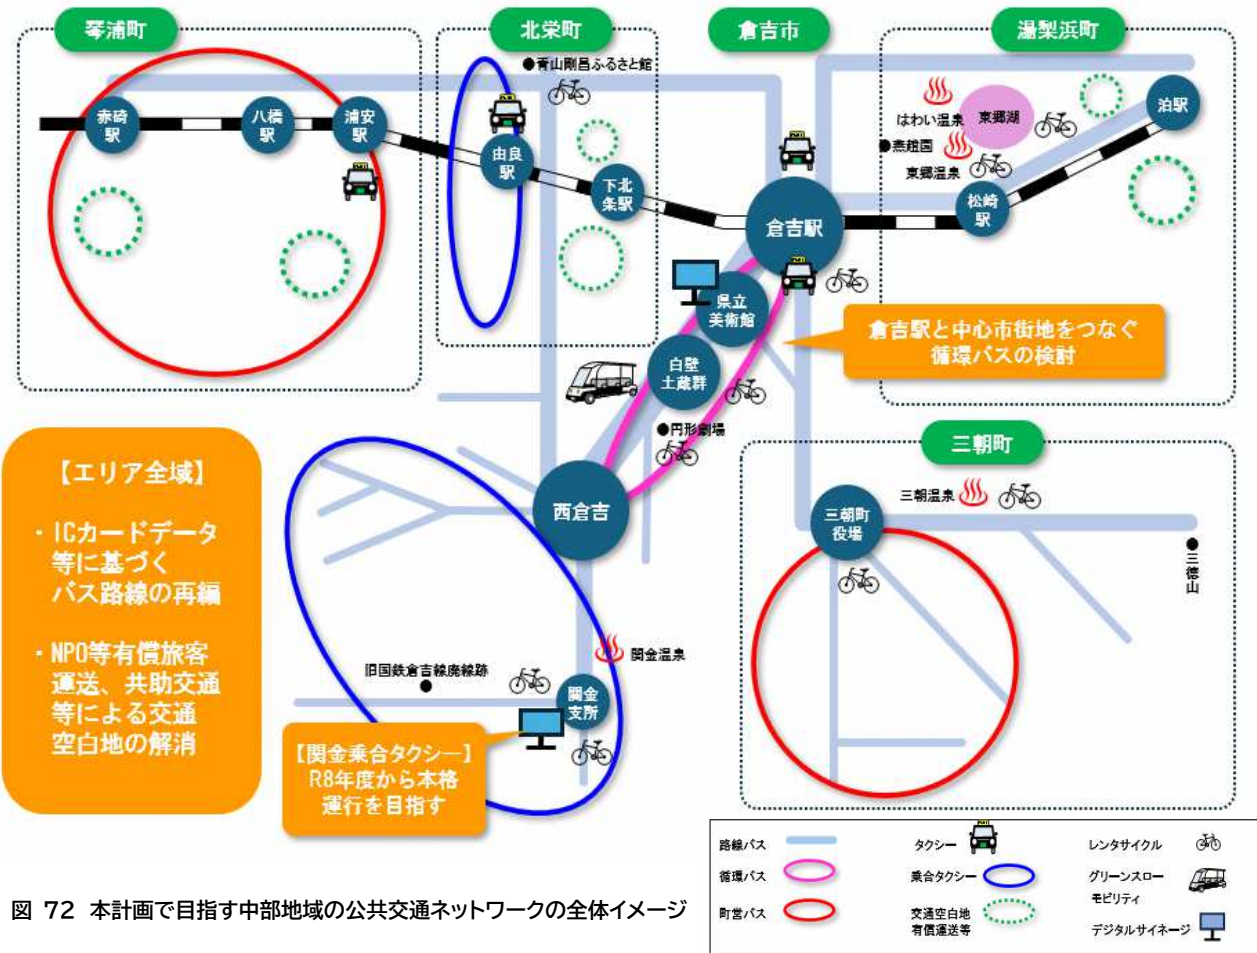 琴浦町
北栄町
倉吉市
湯梨浜町
●青山剛昌ふるさと館
赤碕
駅
八橋
駅
浦安
駅
由良
駅
下北
条駅
倉吉駅
はわい温泉
東郷湖
●燕趙園
東郷温泉
松崎
駅
泊駅
県立
美術館
白壁
土蔵群
●円形劇場
西倉吉
倉吉駅と中心市街地をつなぐ
循環バスの検討
三朝町
三朝温泉
三朝町
役場
●三徳山
【エリア全域】
・ICカードデータ
等に基づく
バス路線の再編
・NPO等有償旅客
運送、共助交通
等による交通
空白地の解消
関金温泉
旧国鉄倉吉線廃線跡
関金
支所
【関金乗合タクシー】
R8年度から本格
運行を目指す
路線バス
タクシー
レンタサイクル
循環バス
乗合タクシー
グリーンスロー
モビリティ
町営バス
交通空白地
有償運送等
デジタルサイネージ
図 72 本計画で目指す中部地域の公共交通ネットワークの全体イメージ